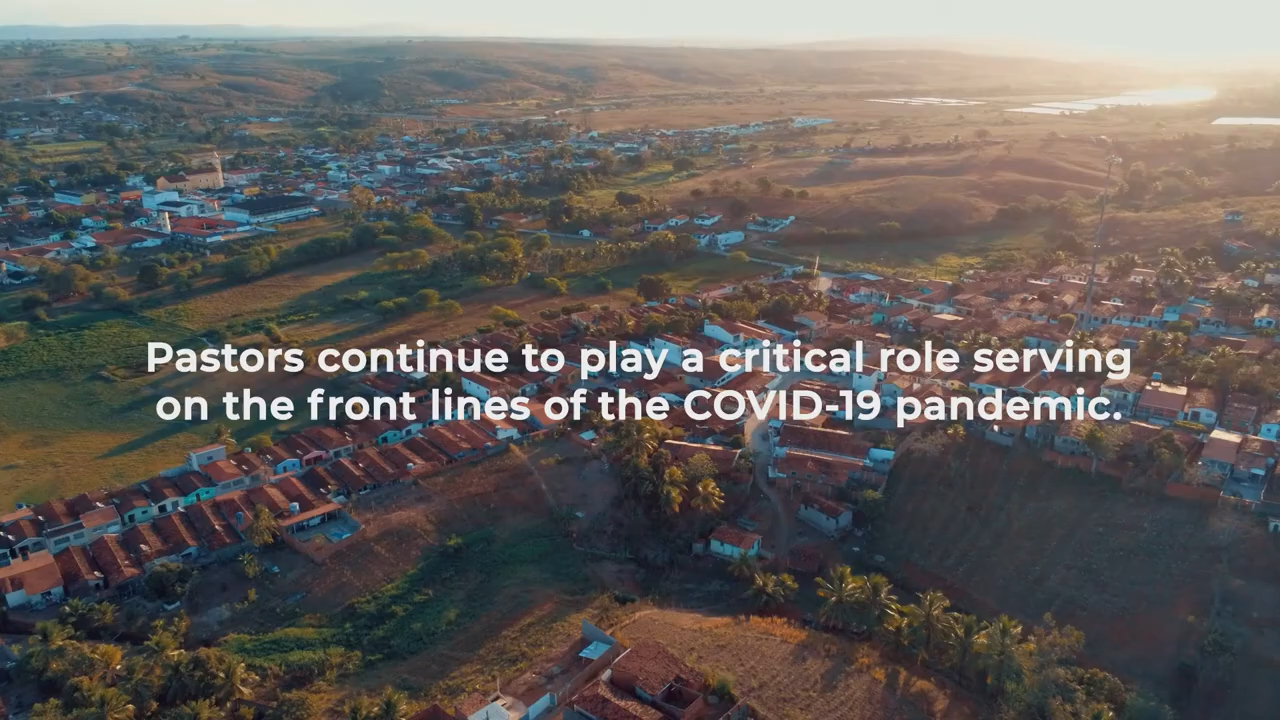 Pastors continue to play a critical role serving
on the front lines of the COVID-19 pandemic.